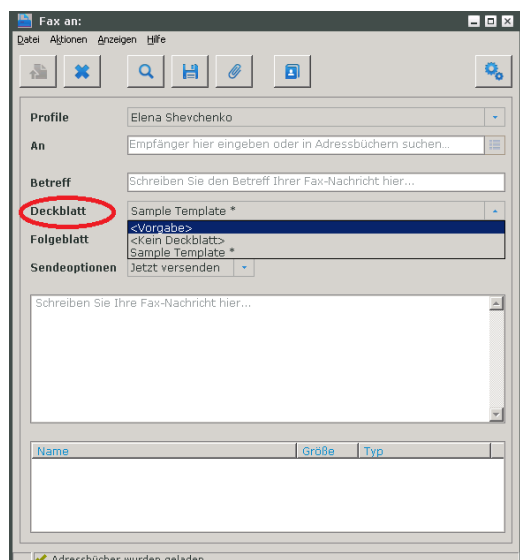 Fax an:
Datei Aktionen Anzeigen Hilfe
Profile Elena Shevchenko
An Empfänger hier eingeben oder in Adressbüchern suchen...
Betreff Schreiben Sie den Betreff Ihrer Fax-Nachricht hier...
Deckblatt Sample Template *
<Vorgabe>
Folgeblatt <Kein Deckblatt>
Sample Template *
Sendeoptionen Jetzt versenden
Schreiben Sie Ihre Fax-Nachricht hier...
Name Größe Typ
Adressbücher wurden geladen